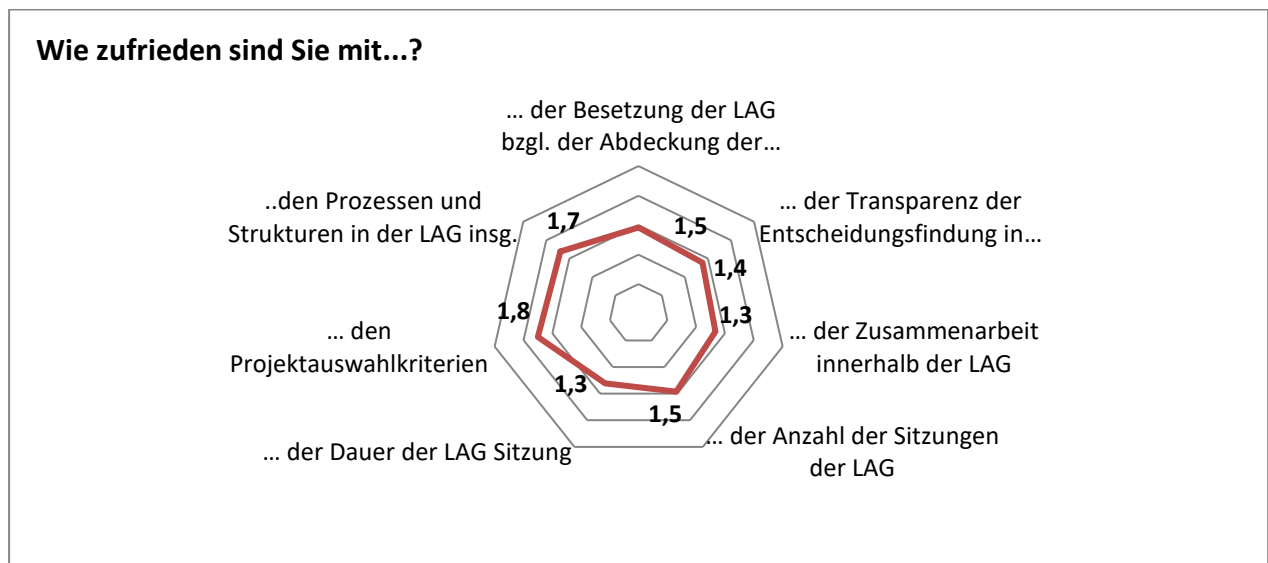 Wie zufrieden sind Sie mit...?
... der Besetzung der LAG
bzgl. der Abdeckung der...
... der Transparenz der
Entscheidungsfindung in...
... der Zusammenarbeit
innerhalb der LAG
... der Anzahl der Sitzungen
der LAG
... der Dauer der LAG Sitzung
... den
Projektauswahlkriterien
..den Prozessen und
Strukturen in der LAG insg.
1,5
1,4
1,3
1,5
1,3
1,8
1,7